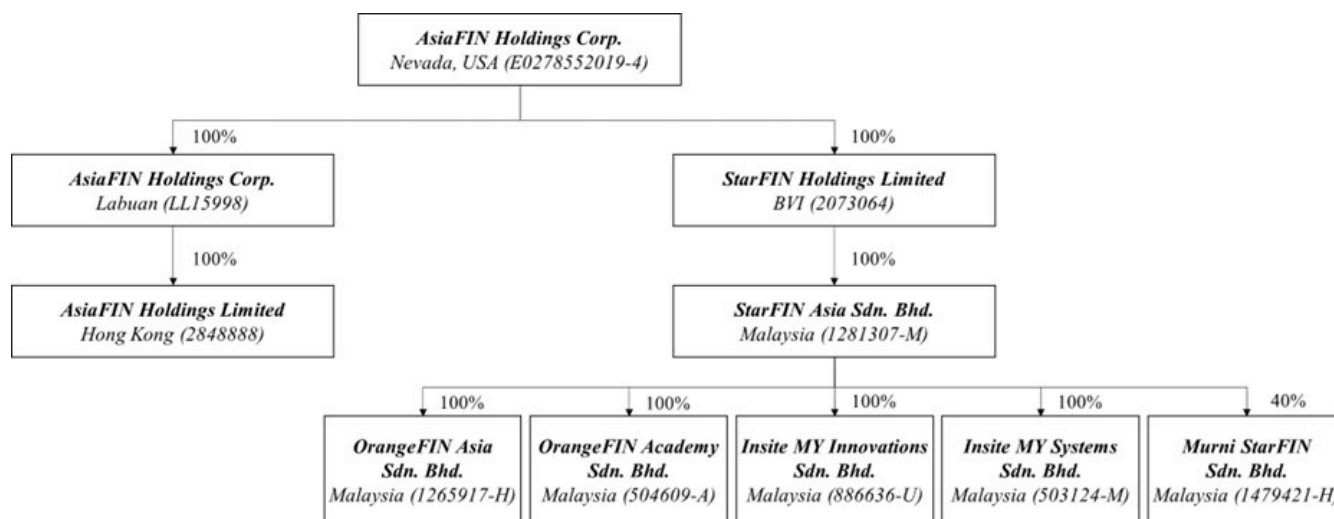 AsiaFIN Holdings Corp.
Nevada, USA (E0278552019-4)
100%
100%
AsiaFIN Holdings Corp.
Labuan (LL15998)
StarFIN Holdings Limited
BVI (2073064)
100%
100%
AsiaFIN Holdings Limited
Hong Kong (2848888)
StarFIN Asia Sdn. Bhd.
Malaysia (1281307-M)
100%
100%
100%
100%
40%
OrangeFIN Asia
Sdn. Bhd.
Malaysia (1265917-H)
OrangeFIN Academy
Sdn. Bhd.
Malaysia (504609-A)
Insite MY Innovations
Sdn. Bhd.
Malaysia (886636-U)
Insite MY Systems
Sdn. Bhd.
Malaysia (503124-M)
Murni StarFIN
Sdn. Bhd.
Malaysia (1479421-H)